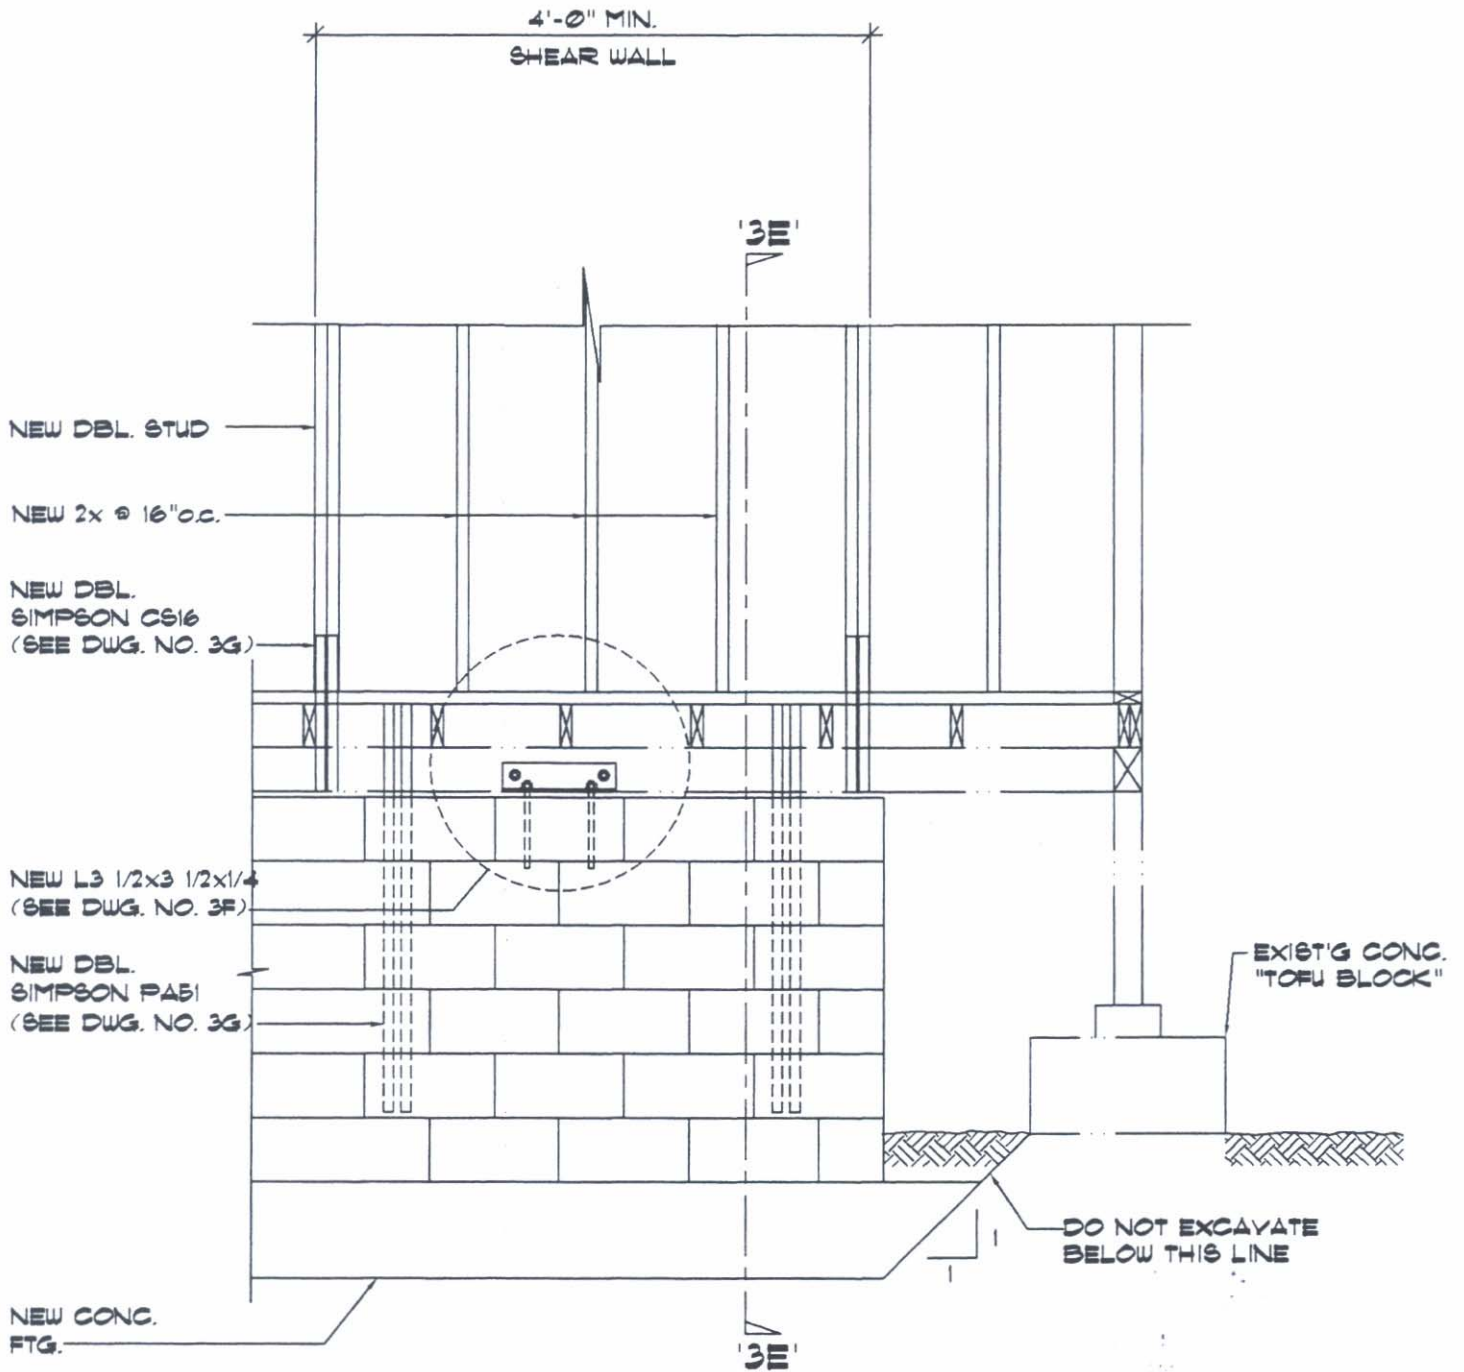 4'-0" MIN.
SHEAR WALL
'3E'
NEW DBL. STUD
NEW 2x @ 16"o.c.
NEW DBL.
SIMPSON CS16
(SEE DWG. NO. 3G)
NEW L3 1/2x3 1/2x1/4
(SEE DWG. NO. 3F)
NEW DBL.
SIMPSON PA51
(SEE DWG. NO. 3G)
EXIST'G CONC.
"TOFU BLOCK"
1
1
DO NOT EXCAVATE
BELOW THIS LINE
NEW CONC.
FTG.
'3E'